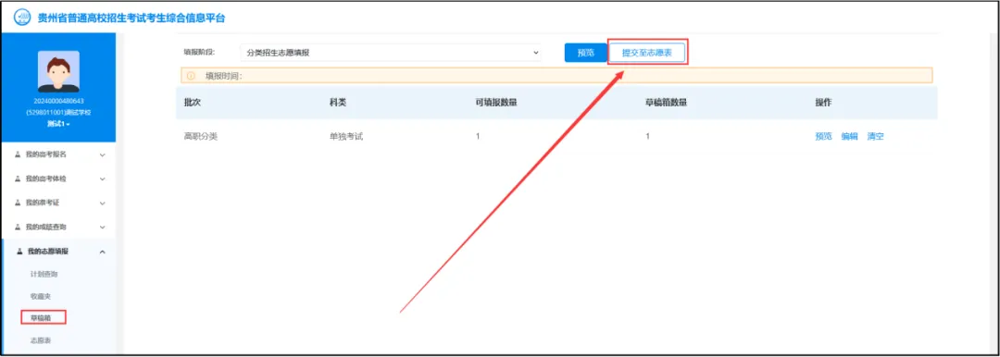 贵州省普通高校招生考试考生综合信息平台
20240000480643
(5298011001)测试学校
测试1
我的高考报名
我的高考体检
我的准考证
我的成绩查询
我的志愿填报
计划查询
收藏夹
草稿箱
志愿表
填报阶段: 分类招生志愿填报 预览 提交至志愿表
填报时间:
批次 科类 可填报数量 草稿箱数量 操作
高职分类 单独考试 1 1 预览 编辑 清空